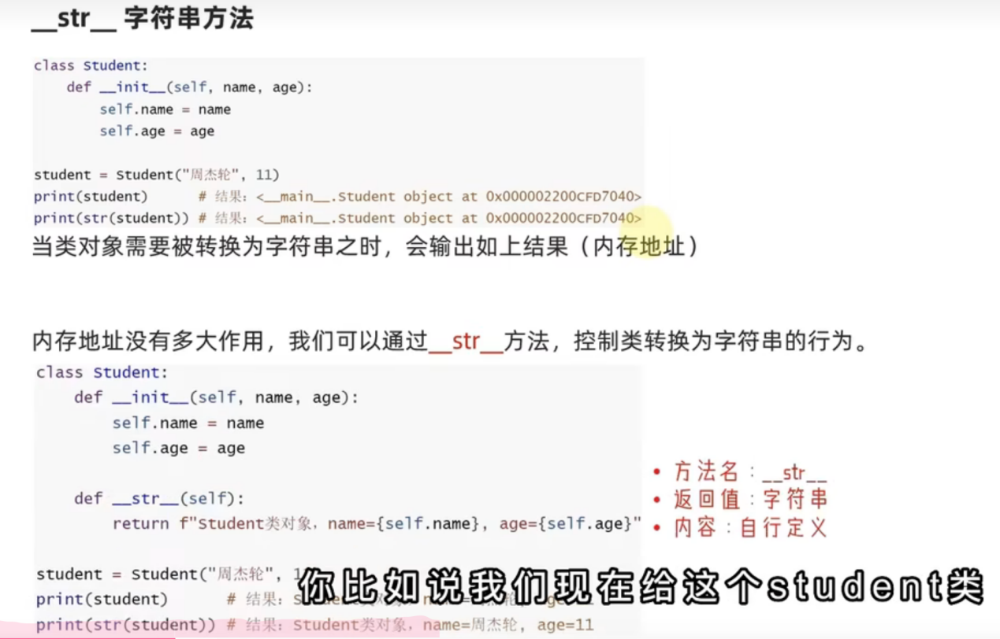 __str__ 字符串方法
class Student:
    def __init__(self, name, age):
        self.name = name
        self.age = age
student = Student("周杰轮", 11)
print(student)      # 结果：<__main__.Student object at 0x000002200CFD7040>
print(str(student)) # 结果：<__main__.Student object at 0x000002200CFD7040>
当类对象需要被转换为字符串之时，会输出如上结果（内存地址）
内存地址没有多大作用，我们可以通过__str__方法，控制类转换为字符串的行为。
class Student:
    def __init__(self, name, age):
        self.name = name
        self.age = age
    def __str__(self):
        return f"Student类对象，name={self.name}, age={self.age}"
• 方法名：__str__
• 返回值：字符串
• 内容：自行定义
student = Student("周杰轮",
你比如说我们现在给这个student类
print(student)      # 结果：
print(str(student)) # 结果：Student类对象，name=周杰轮, age=11